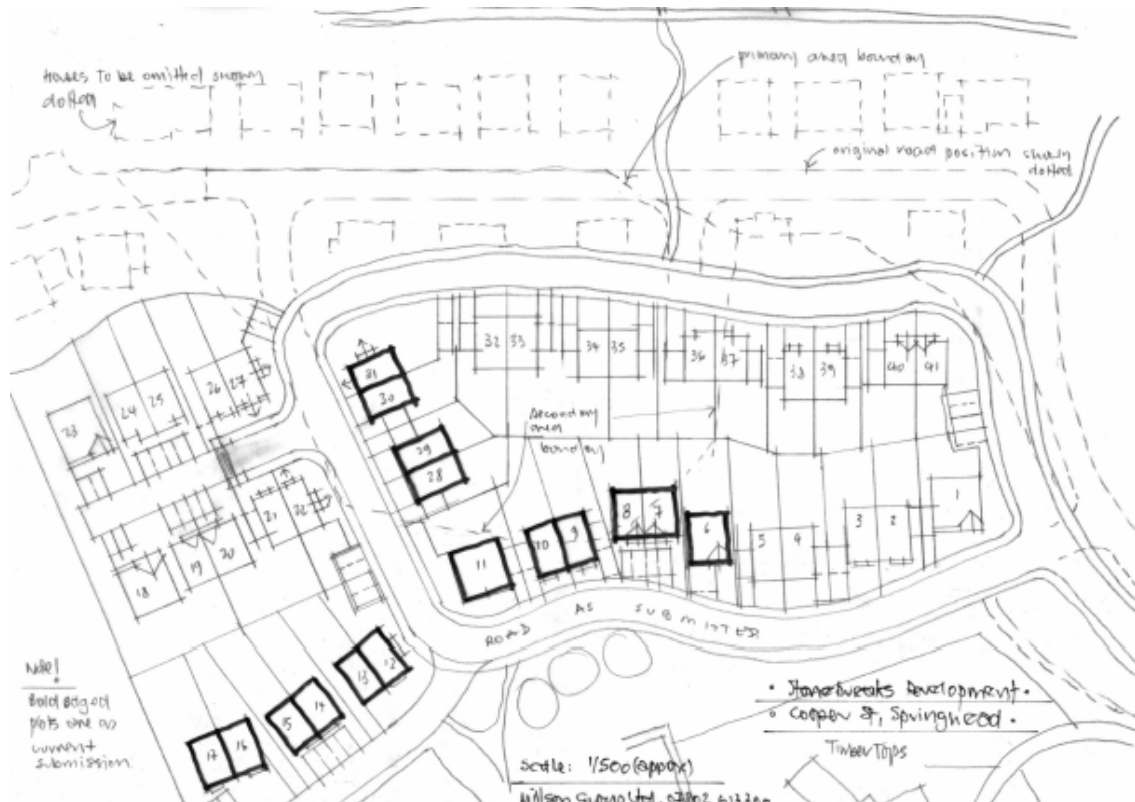 Houses to be omitted shown
dotted
primary area boundary
original road position shown
dotted
32 33
34 35
36 37
38 39
40 41
31
30
29
28
26 27
24 25
23
secondary
area
boundary
21 22
20
19
18
11
10 9
8 7
6
5 4
3 2
1
ROAD AS SUBMITTED
13 12
15 14
17 16
Note!
Bold edged
plots are as
current
submission.
• Stonebreaks Development •
• Cooper St, Springhead •
Timber Tops
Scale: 1/500 (approx)